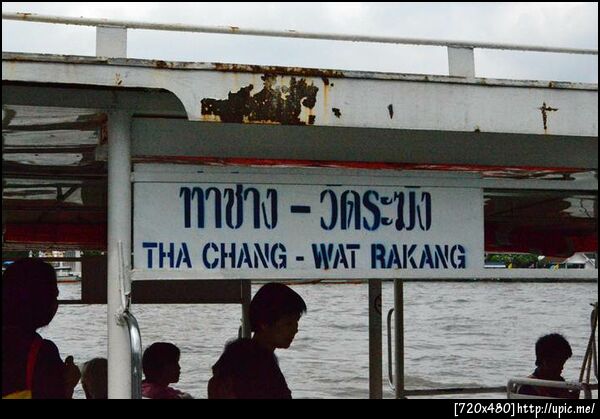 ทาชาง - วัดระฆัง
THA CHANG - WAT RAKANG
[720x480] http://upic.me/